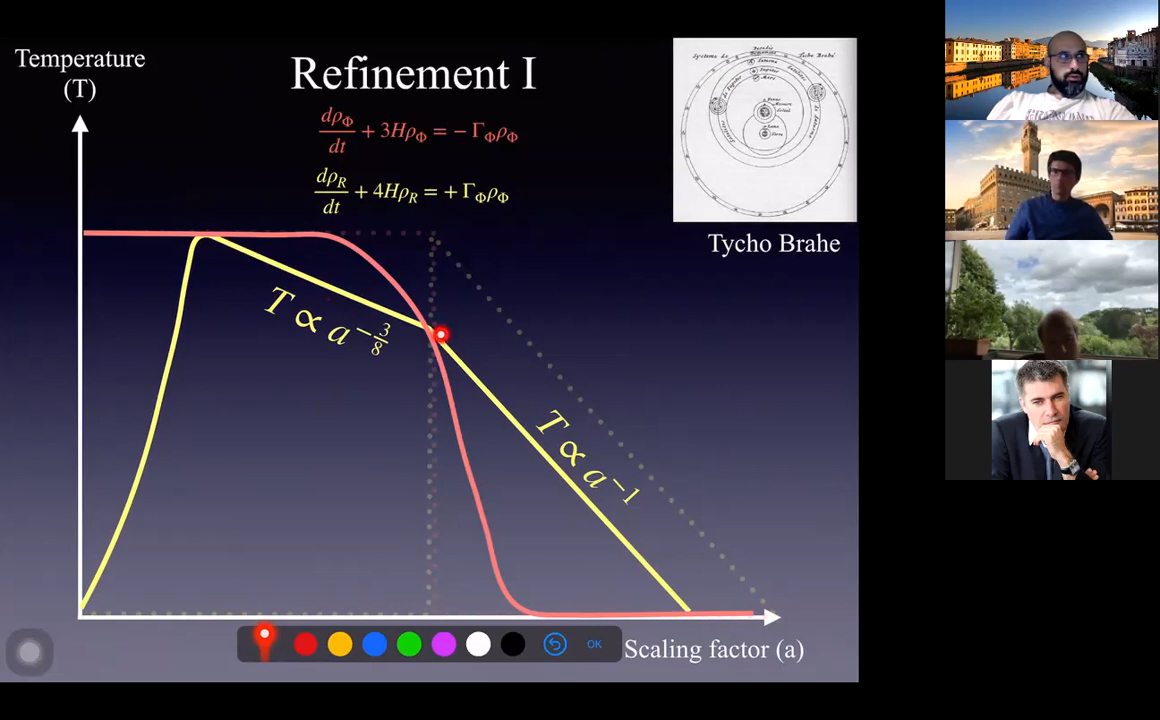 Temperature
(T)
Refinement I
dρ_Φ/dt + 3Hρ_Φ = − Γ_Φρ_Φ
dρ_R/dt + 4Hρ_R = + Γ_Φρ_Φ
T ∝ a^{-3/8}
T ∝ a^{-1}
Tycho Brahe
OK
Scaling factor (a)